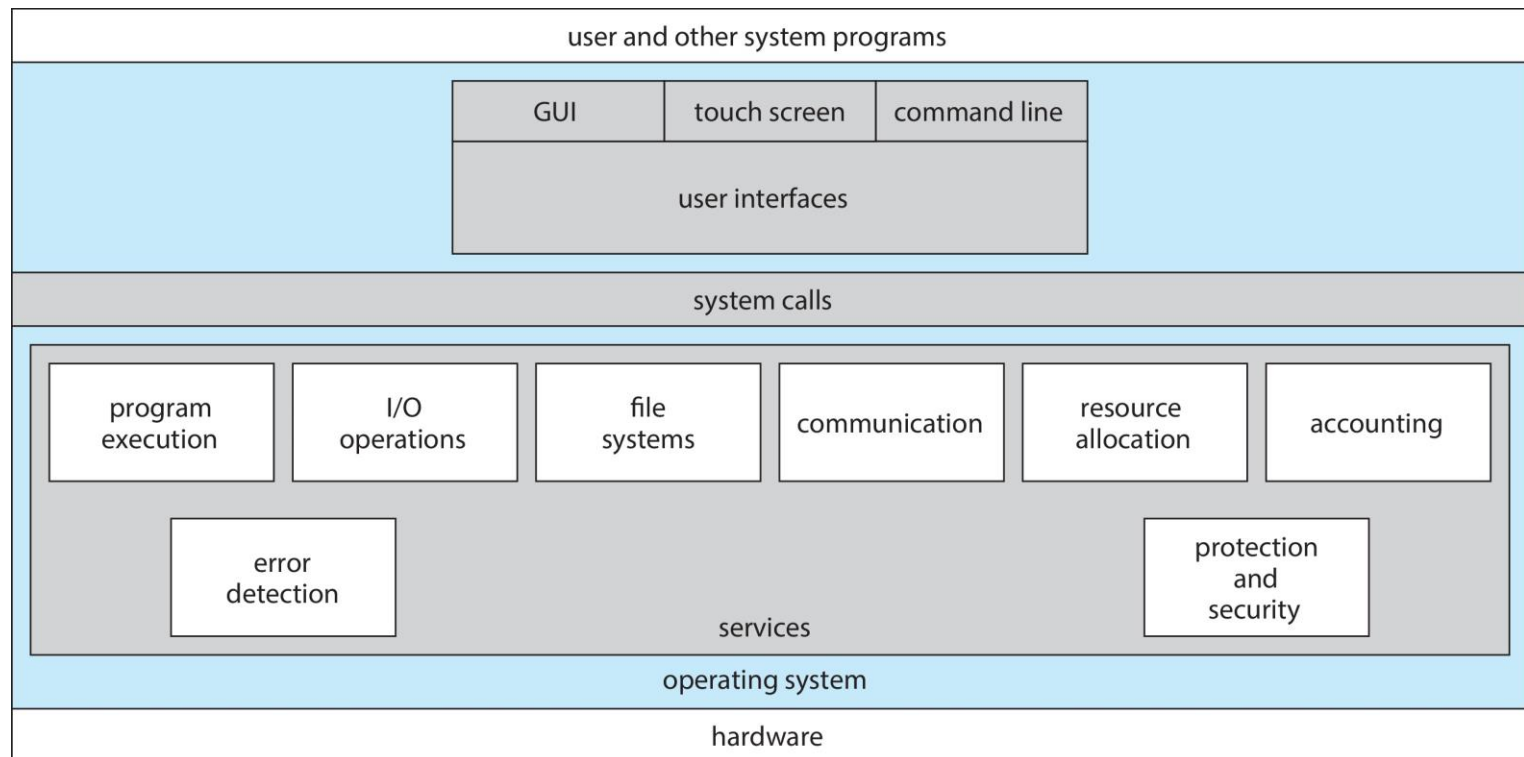 user and other system programs
GUI touch screen command line
user interfaces
system calls
program
execution
I/O
operations
file
systems
communication
resource
allocation
accounting
error
detection
protection
and
security
services
operating system
hardware